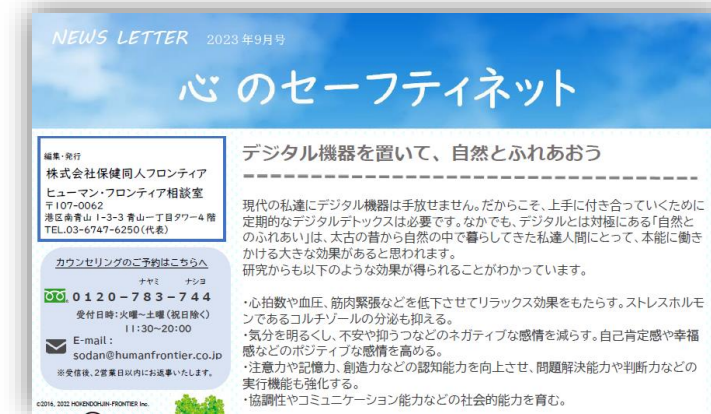 NEWS LETTER 2023年9月号
心のセーフティネット
編集・発行
株式会社保健同人フロンティア
ヒューマン・フロンティア相談室
〒107-0062
港区南青山 1-3-3 青山一丁目タワー4階
TEL.03-6747-6250(代表)
カウンセリングのご予約はこちらへ
ナヤミ ナシヨ
0120-783-744
受付日時:火曜~土曜(祝日除く)
11:30~20:00
E-mail:
sodan@humanfrontier.co.jp
※受信後、2営業日以内にお返事いたします。
©2016, 2022 HOKENDOHJIN-FRONTIER Inc.
デジタル機器を置いて、自然とふれあおう
現代の私達にデジタル機器は手放せません。だからこそ、上手に付き合っていくために
定期的なデジタルデトックスは必要です。なかでも、デジタルとは対極にある「自然と
のふれあい」は、太古の昔から自然の中で暮らしてきた私達人間にとって、本能に働き
かける大きな効果があると思われます。
研究からも以下のような効果が得られることがわかっています。
・心拍数や血圧、筋肉緊張などを低下させてリラックス効果をもたらす。ストレスホルモ
ンであるコルチゾールの分泌も抑える。
・気分を明るくし、不安や抑うつなどのネガティブな感情を減らす。自己肯定感や幸福
感などのポジティブな感情を高める。
・注意力や記憶力、創造力などの認知能力を向上させ、問題解決能力や判断力などの
実行機能も強化する。
・協調性やコミュニケーション能力などの社会的能力を育む。